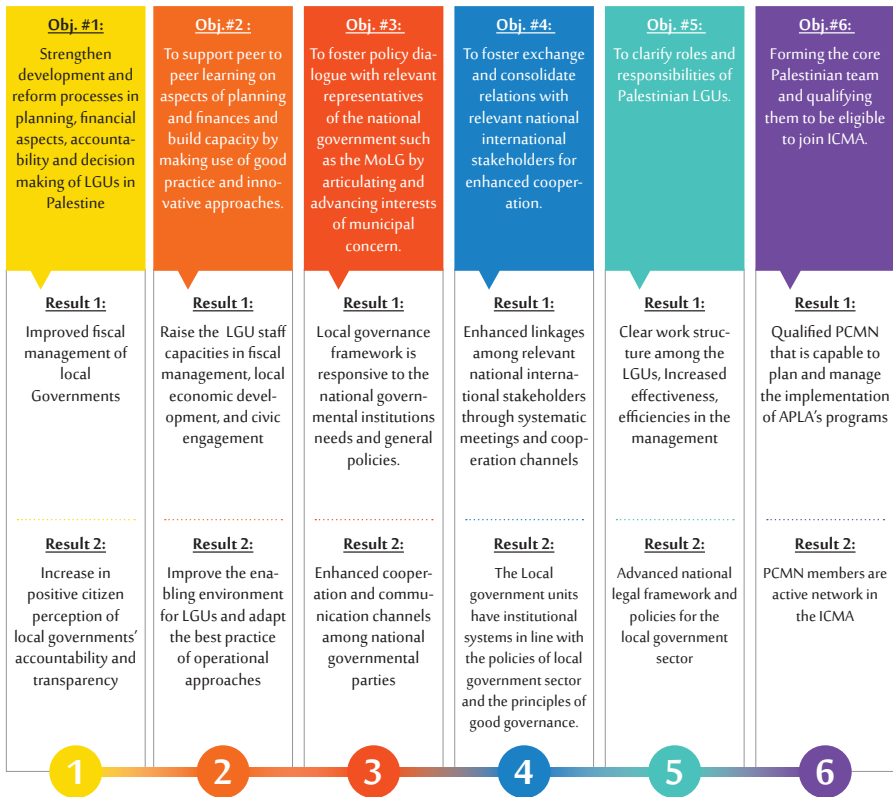 Obj. #1:
Strengthen
development and
reform processes in
planning, financial
aspects, accounta-
bility and decision
making of LGUs in
Palestine
Result 1:
Improved fiscal
management of
local
Governments
Result 2:
Increase in
positive citizen
perception of
local governments’
accountability and
transparency
1
Obj.#2 :
To support peer to
peer learning on
aspects of planning
and finances and
build capacity by
making use of good
practice and inno-
vative approaches.
Result 1:
Raise the LGU staff
capacities in fiscal
management, local
economic devel-
opment, and civic
engagement
Result 2:
Improve the ena-
bling environment
for LGUs and adapt
the best practice
of operational
approaches
2
Obj. #3:
To foster policy dia-
logue with relevant
representatives
of the national
government such
as the MoLG by
articulating and
advancing interests
of municipal
concern.
Result 1:
Local governance
framework is
responsive to the
national govern-
mental institutions
needs and general
policies.
Result 2:
Enhanced cooper-
ation and commu-
nication channels
among national
governmental
parties
3
Obj. #4:
To foster exchange
and consolidate
relations with
relevant national
international
stakeholders for
enhanced cooper-
ation.
Result 1:
Enhanced linkages
among relevant
national interna-
tional stakeholders
through systematic
meetings and coop-
eration channels
Result 2:
The Local
government units
have institutional
systems in line with
the policies of local
government sector
and the principles of
good governance.
4
Obj. #5:
To clarify roles and
responsibilities of
Palestinian LGUs.
Result 1:
Clear work struc-
ture among the
LGUs, Increased
effectiveness,
efficiencies in the
management
Result 2:
Advanced national
legal framework and
policies for the
local government
sector
5
Obj.#6:
Forming the core
Palestinian team
and qualifying
them to be eligible
to join ICMA.
Result 1:
Qualified PCMN
that is capable to
plan and manage
the implementation
of APLA’s programs
Result 2:
PCMN members are
active network in
the ICMA
6